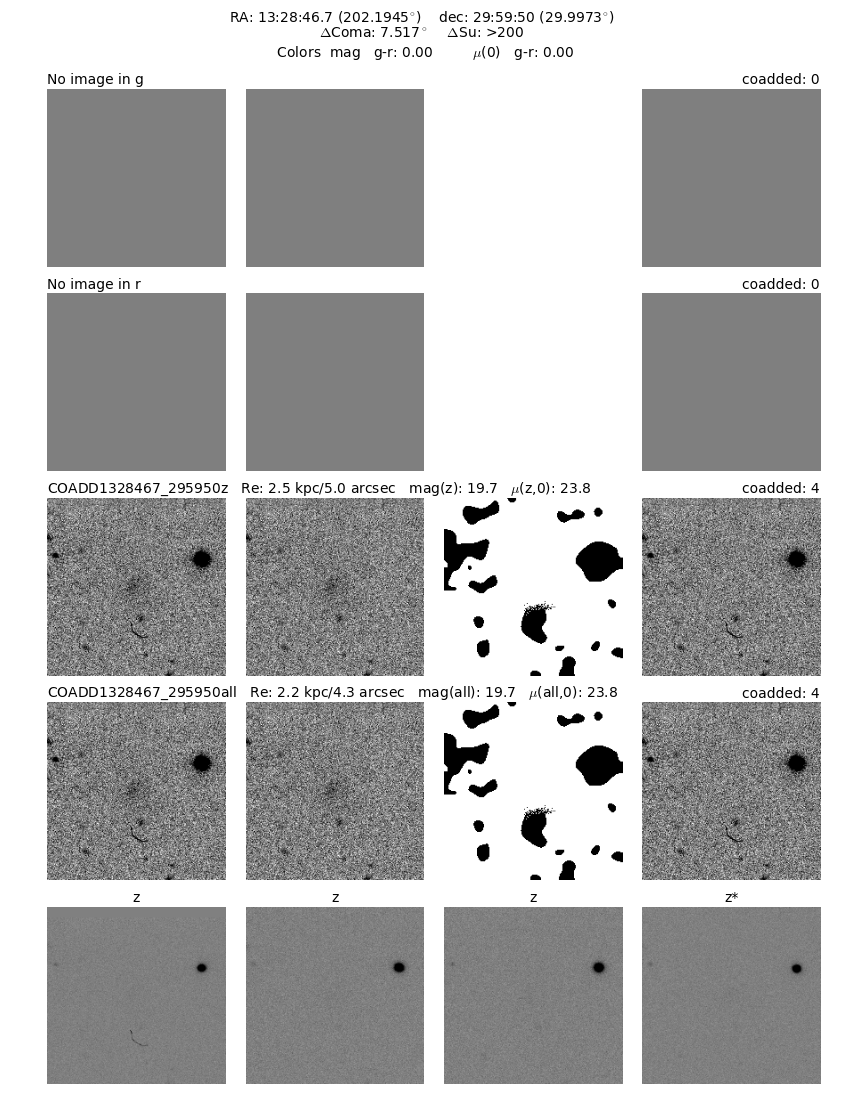 RA: 13:28:46.7 (202.1945°)    dec: 29:59:50 (29.9973°)
ΔComa: 7.517°    ΔSu: >200
Colors  mag   g-r: 0.00         μ(0)   g-r: 0.00
No image in g    coadded: 0
No image in r    coadded: 0
COADD1328467_295950z   Re: 2.5 kpc/5.0 arcsec   mag(z): 19.7   μ(z,0): 23.8    coadded: 4
COADD1328467_295950all   Re: 2.2 kpc/4.3 arcsec   mag(all): 19.7   μ(all,0): 23.8    coadded: 4
z    z    z    z*